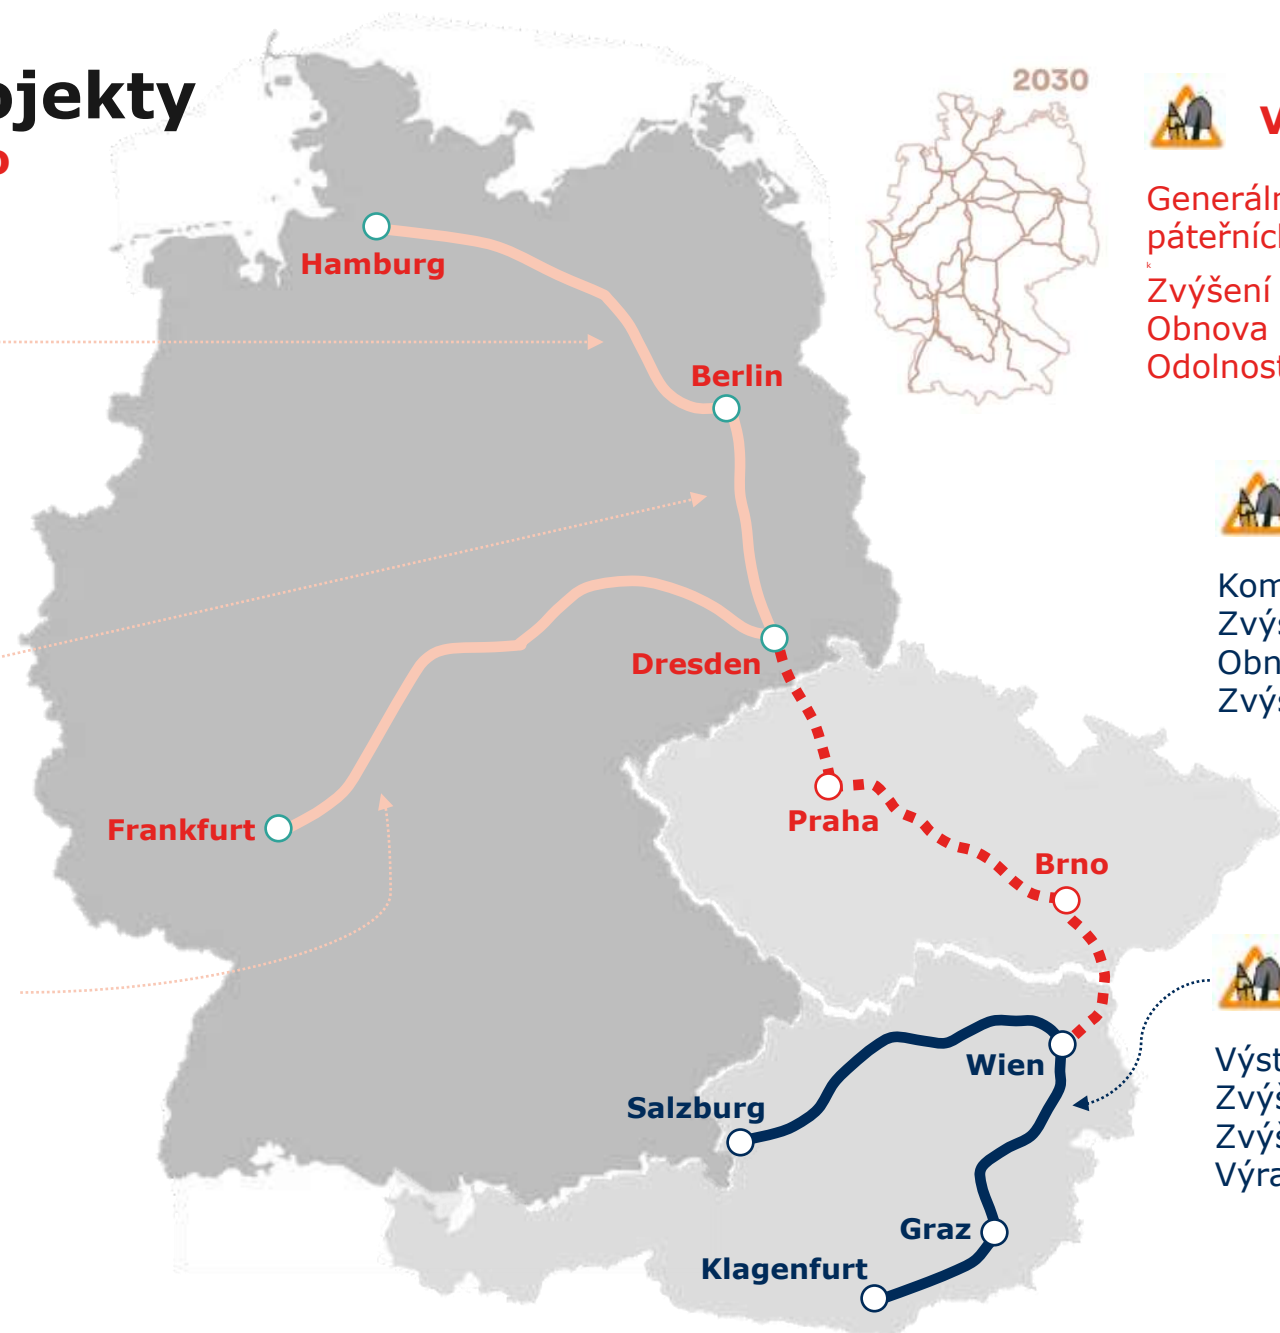 ojekty
2030
Generáln
páteřních
k
Zvýšení
Obnova
Odolnost
Hamburg
Berlin
Kom
Zvýš
Obn
Zvýš
Dresden
Praha
Frankfurt
Brno
Wien
Výst
Zvýš
Zvýš
Výra
Salzburg
Graz
Klagenfurt